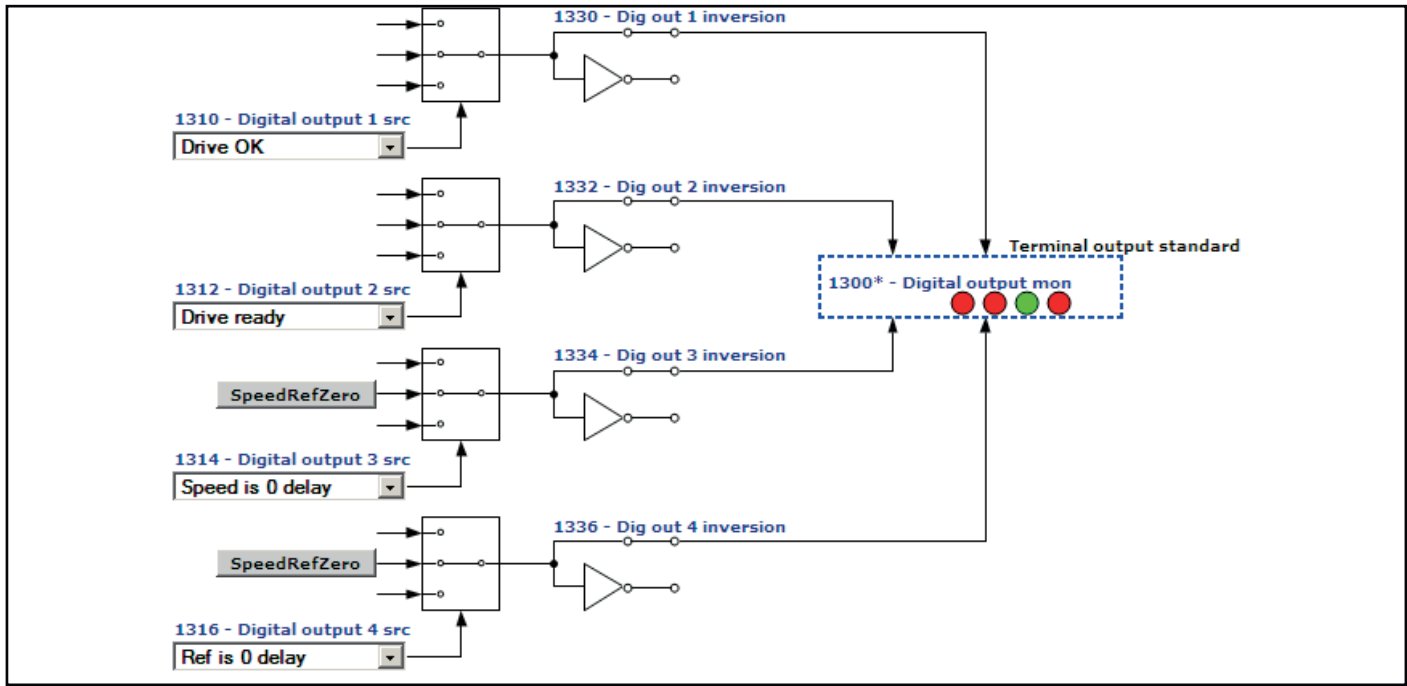 1330 - Dig out 1 inversion
1310 - Digital output 1 src
Drive OK
1332 - Dig out 2 inversion
Terminal output standard
1300* - Digital output mon
1312 - Digital output 2 src
Drive ready
1334 - Dig out 3 inversion
SpeedRefZero
1314 - Digital output 3 src
Speed is 0 delay
1336 - Dig out 4 inversion
SpeedRefZero
1316 - Digital output 4 src
Ref is 0 delay